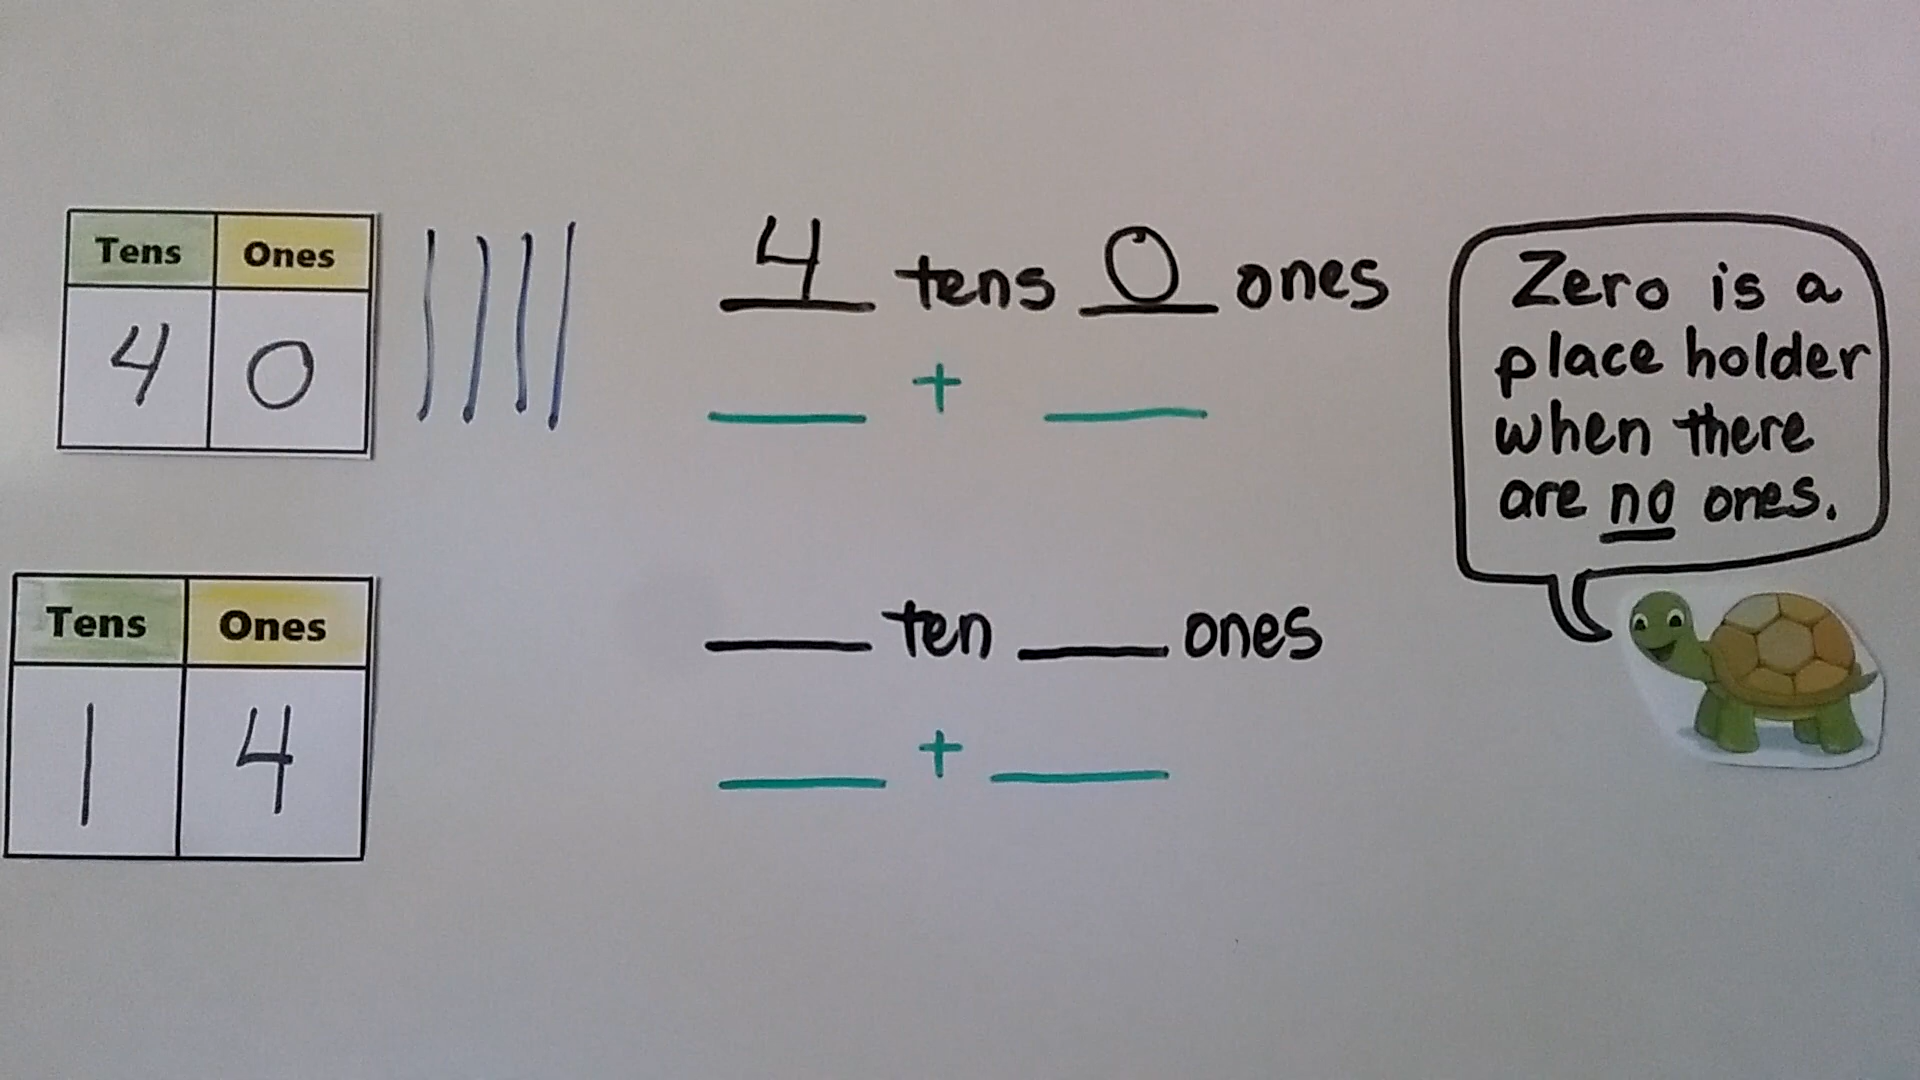 Tens Ones
4 0
4 tens 0 ones
+
Zero is a
place holder
when there
are no ones.
Tens Ones
1 4
ten ones
+